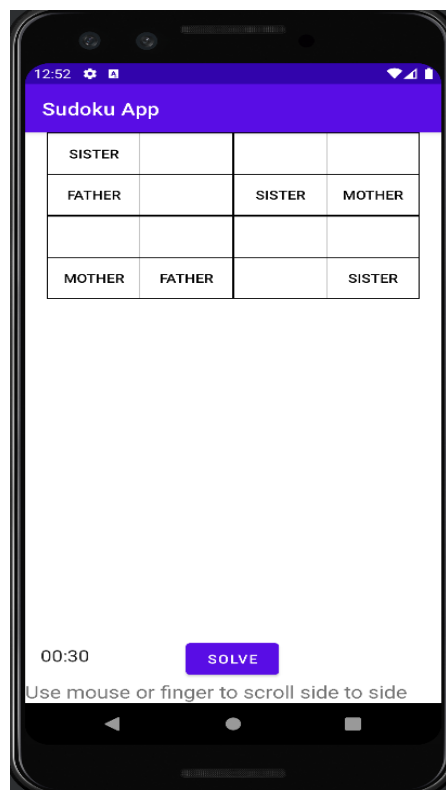 12:52
Sudoku App
SISTER
FATHER SISTER MOTHER
MOTHER FATHER SISTER
00:30 SOLVE
Use mouse or finger to scroll side to side